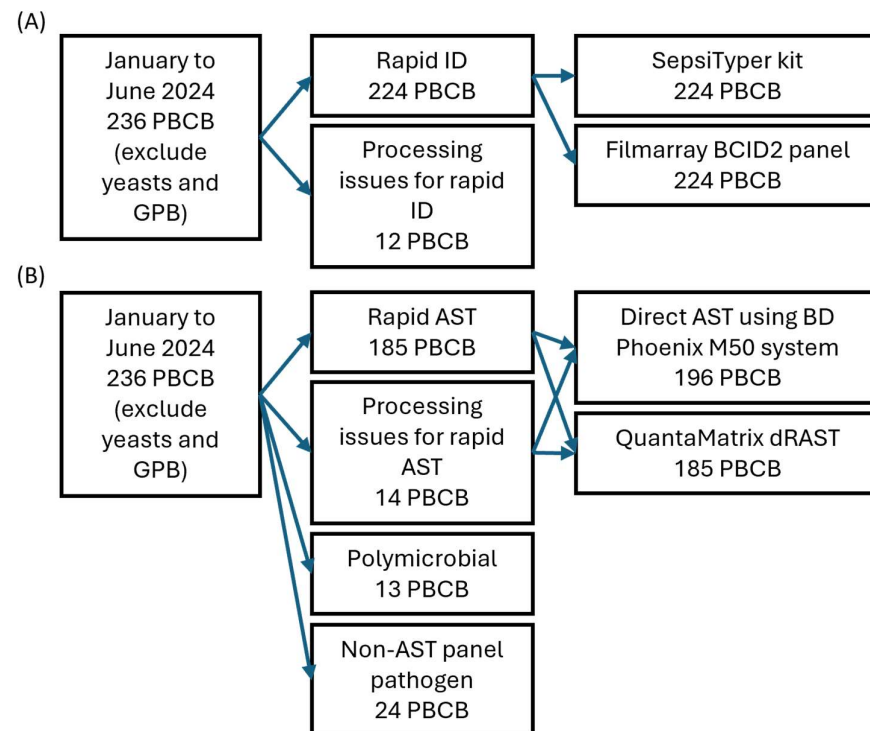 (A)
January to
June 2024
236 PBCB
(exclude
yeasts and
GPB)
Rapid ID
224 PBCB
Processing
issues for rapid
ID
12 PBCB
SepsiTyper kit
224 PBCB
Filmarray BCID2 panel
224 PBCB
(B)
January to
June 2024
236 PBCB
(exclude
yeasts and
GPB)
Rapid AST
185 PBCB
Processing
issues for rapid
AST
14 PBCB
Polymicrobial
13 PBCB
Non-AST panel
pathogen
24 PBCB
Direct AST using BD
Phoenix M50 system
196 PBCB
QuantaMatrix dRAST
185 PBCB